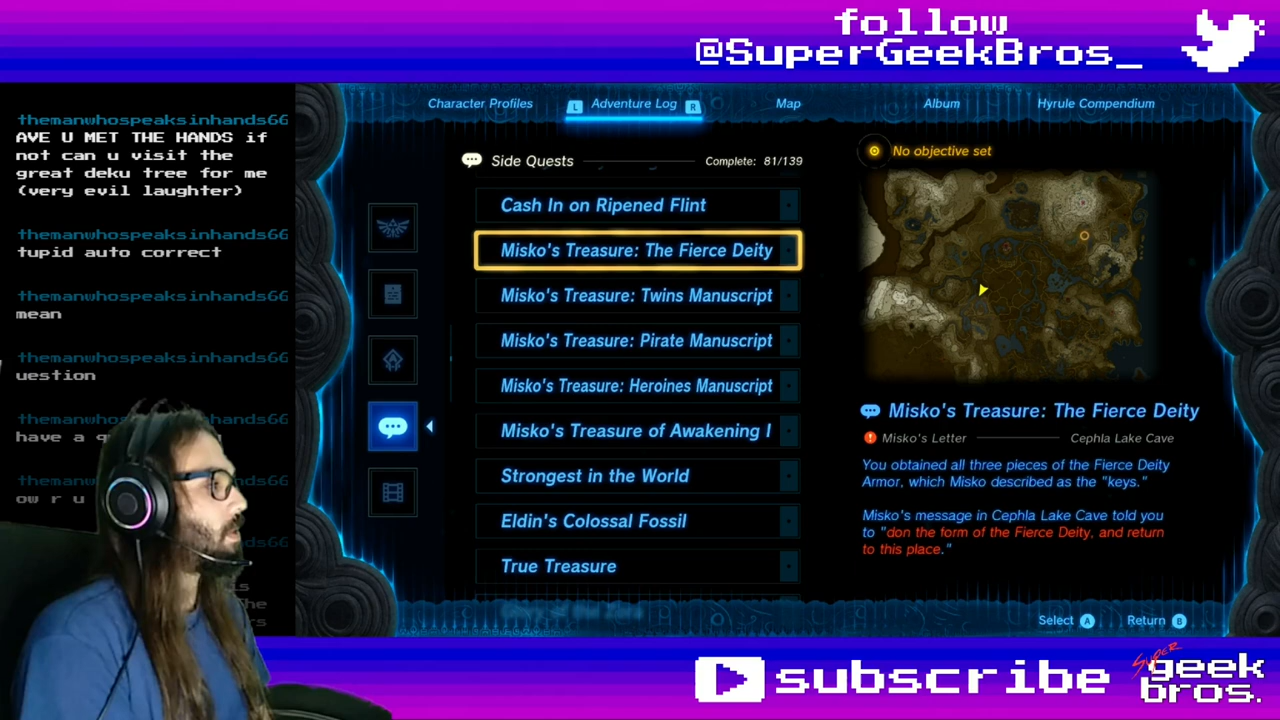 follow
@SuperGeekBros_
themanwhospeaksinhands66
AVE U MET THE HANDS if
not can u visit the
great deku tree for me
(very evil laughter)
themanwhospeaksinhands66
tupid auto correct
themanwhospeaksinhands66
mean
themanwhospeaksinhands66
uestion
themanwhospeaksinhands66
have a q
ow r u
Character Profiles
L Adventure Log R
Map
Album
Hyrule Compendium
Side Quests
Complete: 81/139
Cash In on Ripened Flint
Misko's Treasure: The Fierce Deity
Misko's Treasure: Twins Manuscript
Misko's Treasure: Pirate Manuscript
Misko's Treasure: Heroines Manuscript
Misko's Treasure of Awakening I
Strongest in the World
Eldin's Colossal Fossil
True Treasure
No objective set
Misko's Treasure: The Fierce Deity
Misko's Letter
Cephla Lake Cave
You obtained all three pieces of the Fierce Deity
Armor, which Misko described as the "keys."
Misko's message in Cephla Lake Cave told you
to "don the form of the Fierce Deity, and return
to this place."
Select A
Return B
subscribe
SUPER
geek
bros.